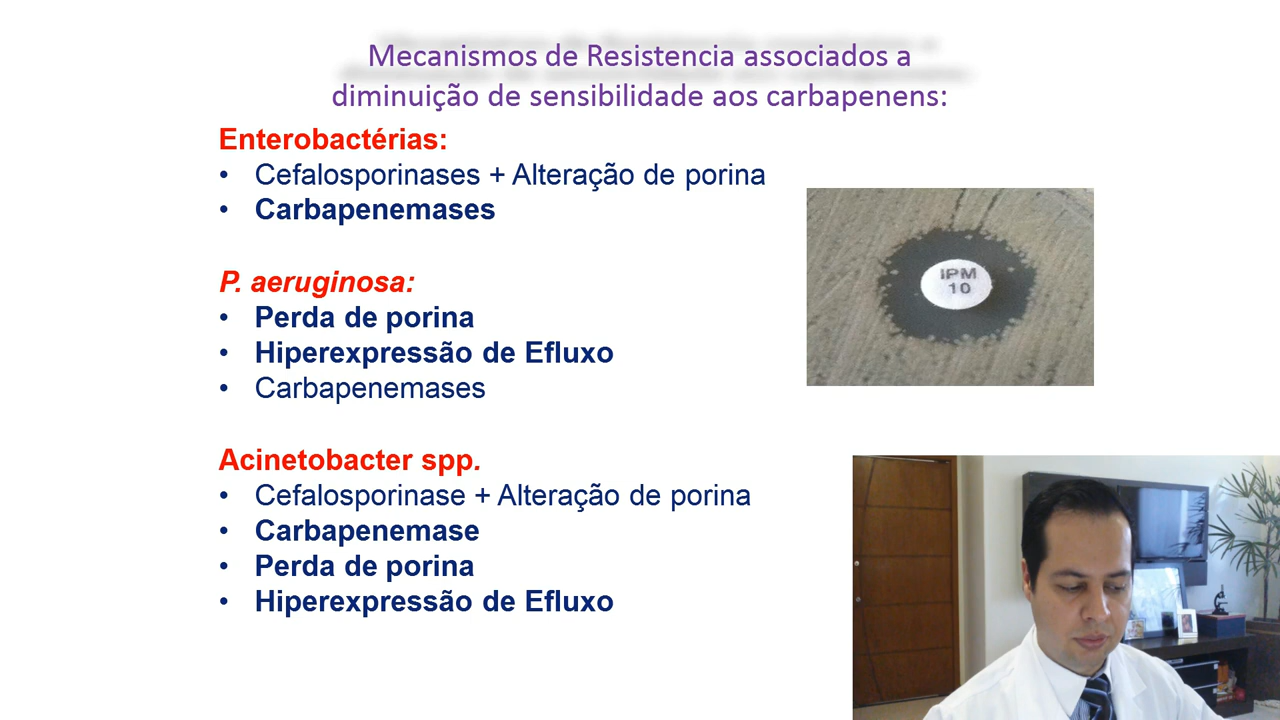 Mecanismos de Resistencia associados a
diminuição de sensibilidade aos carbapenens:
Enterobactérias:
• Cefalosporinases + Alteração de porina
• Carbapenemases
P. aeruginosa:
• Perda de porina
• Hiperexpressão de Efluxo
• Carbapenemases
Acinetobacter spp.
• Cefalosporinase + Alteração de porina
• Carbapenemase
• Perda de porina
• Hiperexpressão de Efluxo
IPM
10